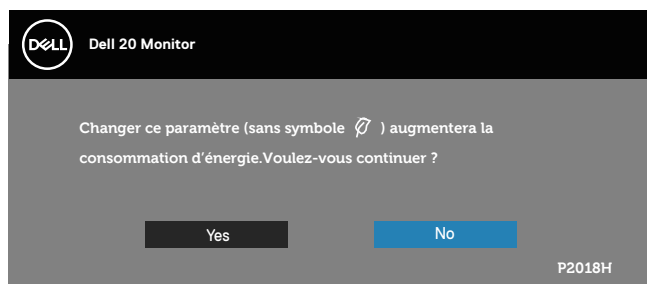 DELL
Dell 20 Monitor
Changer ce paramètre (sans symbole ) augmentera la
consommation d'énergie.Voulez-vous continuer ?
Yes
No
P2018H